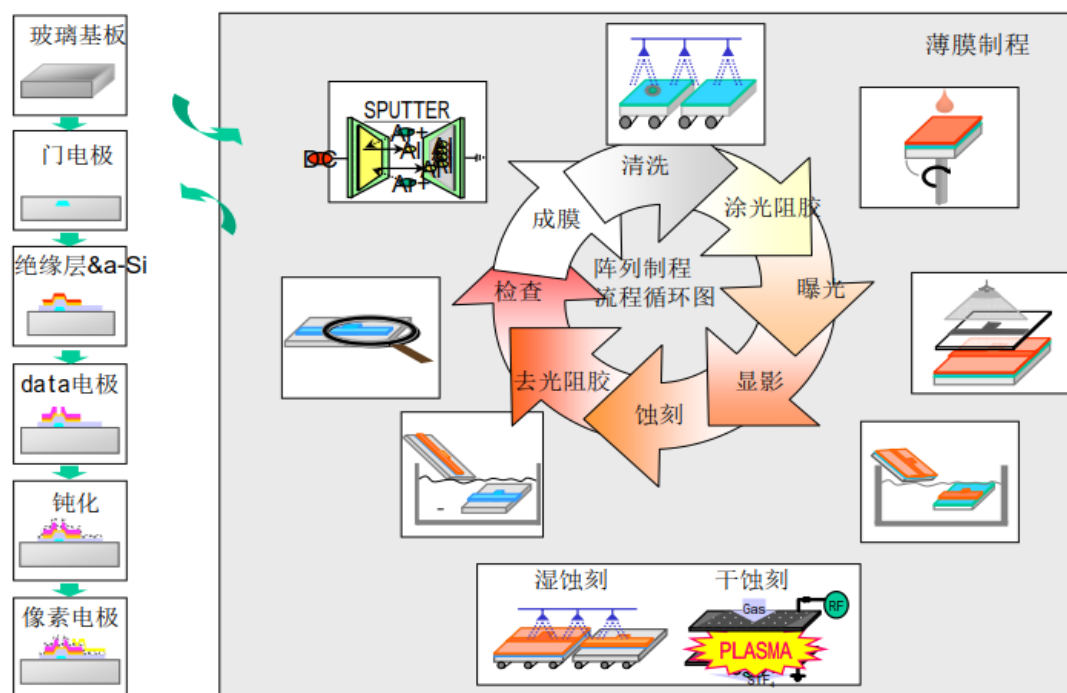 玻璃基板
门电极
绝缘层&a-Si
data电极
钝化
像素电极
薄膜制程
SPUTTER
Ar+
Al
Ar+
清洗
涂光阻胶
曝光
显影
蚀刻
去光阻胶
检查
成膜
阵列制程
流程循环图
湿蚀刻
干蚀刻
Gas
RF
PLASMA